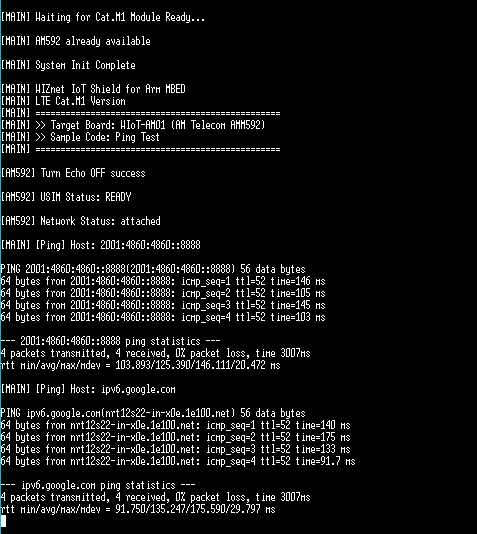 [MAIN] Waiting for Cat.M1 Module Ready...
[MAIN] AM592 already available
[MAIN] System Init Complete
[MAIN] WIZnet IoT Shield for Arm MBED
[MAIN] LTE Cat.M1 Version
[MAIN] =================================================
[MAIN] >> Target Board: WIoT-AM01 (AM Telecom AMM592)
[MAIN] >> Sample Code: Ping Test
[MAIN] =================================================
[AM592] Turn Echo OFF success
[AM592] USIM Status: READY
[AM592] Network Status: attached
[MAIN] [Ping] Host: 2001:4860:4860::8888
PING 2001:4860:4860::8888(2001:4860:4860::8888) 56 data bytes
64 bytes from 2001:4860:4860::8888: icmp_seq=1 ttl=52 time=146 ms
64 bytes from 2001:4860:4860::8888: icmp_seq=2 ttl=52 time=105 ms
64 bytes from 2001:4860:4860::8888: icmp_seq=3 ttl=52 time=145 ms
64 bytes from 2001:4860:4860::8888: icmp_seq=4 ttl=52 time=103 ms
--- 2001:4860:4860::8888 ping statistics ---
4 packets transmitted, 4 received, 0% packet loss, time 3007ms
rtt min/avg/max/mdev = 103.893/125.390/146.111/20.472 ms
[MAIN] [Ping] Host: ipv6.google.com
PING ipv6.google.com(nrt12s22-in-x0e.1e100.net) 56 data bytes
64 bytes from nrt12s22-in-x0e.1e100.net: icmp_seq=1 ttl=52 time=140 ms
64 bytes from nrt12s22-in-x0e.1e100.net: icmp_seq=2 ttl=52 time=175 ms
64 bytes from nrt12s22-in-x0e.1e100.net: icmp_seq=3 ttl=52 time=133 ms
64 bytes from nrt12s22-in-x0e.1e100.net: icmp_seq=4 ttl=52 time=91.7 ms
--- ipv6.google.com ping statistics ---
4 packets transmitted, 4 received, 0% packet loss, time 3007ms
rtt min/avg/max/mdev = 91.750/135.247/175.590/29.797 ms